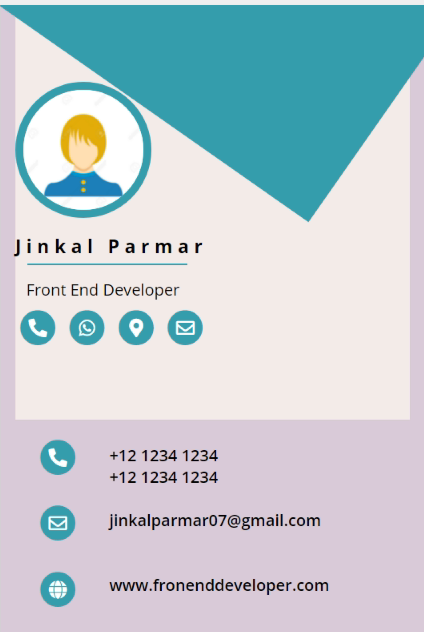 Jinkal Parmar
Front End Developer
+12 1234 1234
+12 1234 1234
jinkalparmar07@gmail.com
www.fronenddeveloper.com